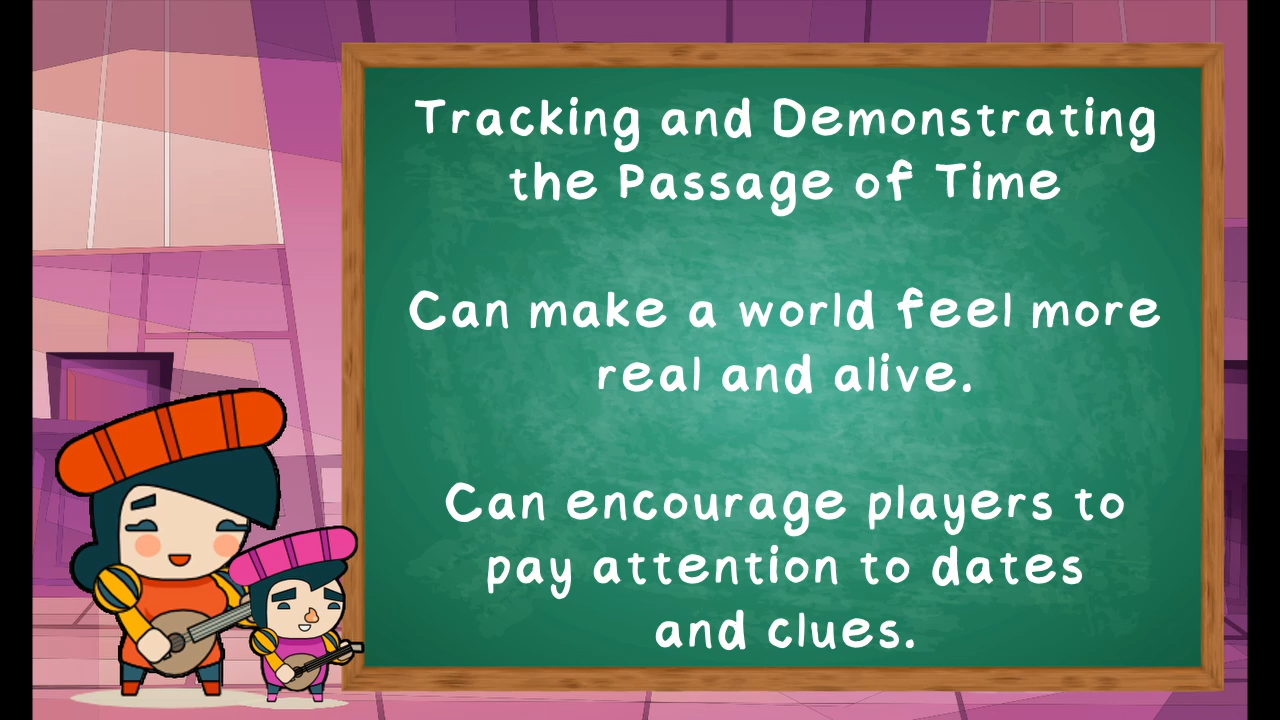 Tracking and Demonstrating
the Passage of Time
Can make a world feel more
real and alive.
Can encourage players to
pay attention to dates
and clues.